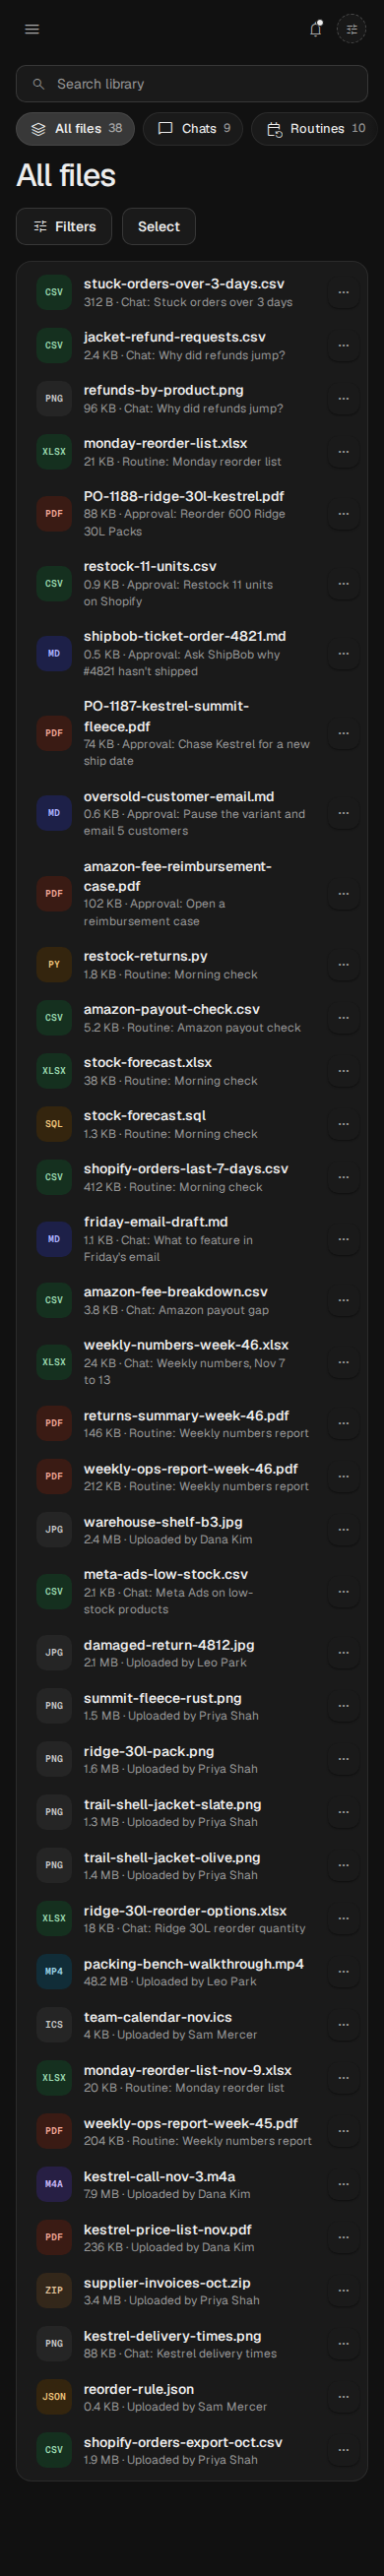 Search library
All files 38
Chats 9
Routines 10
All files
Filters
Select
CSV
stuck-orders-over-3-days.csv
312 B · Chat: Stuck orders over 3 days
CSV
jacket-refund-requests.csv
2.4 KB · Chat: Why did refunds jump?
PNG
refunds-by-product.png
96 KB · Chat: Why did refunds jump?
XLSX
monday-reorder-list.xlsx
21 KB · Routine: Monday reorder list
PDF
PO-1188-ridge-30l-kestrel.pdf
88 KB · Approval: Reorder 600 Ridge
30L Packs
CSV
restock-11-units.csv
0.9 KB · Approval: Restock 11 units
on Shopify
MD
shipbob-ticket-order-4821.md
0.5 KB · Approval: Ask ShipBob why
#4821 hasn't shipped
PDF
PO-1187-kestrel-summit-
fleece.pdf
74 KB · Approval: Chase Kestrel for a new
ship date
MD
oversold-customer-email.md
0.6 KB · Approval: Pause the variant and
email 5 customers
PDF
amazon-fee-reimbursement-
case.pdf
102 KB · Approval: Open a
reimbursement case
PY
restock-returns.py
1.8 KB · Routine: Morning check
CSV
amazon-payout-check.csv
5.2 KB · Routine: Amazon payout check
XLSX
stock-forecast.xlsx
38 KB · Routine: Morning check
SQL
stock-forecast.sql
1.3 KB · Routine: Morning check
CSV
shopify-orders-last-7-days.csv
412 KB · Routine: Morning check
MD
friday-email-draft.md
1.1 KB · Chat: What to feature in
Friday's email
CSV
amazon-fee-breakdown.csv
3.8 KB · Chat: Amazon payout gap
XLSX
weekly-numbers-week-46.xlsx
24 KB · Chat: Weekly numbers, Nov 7
to 13
PDF
returns-summary-week-46.pdf
146 KB · Routine: Weekly numbers report
PDF
weekly-ops-report-week-46.pdf
212 KB · Routine: Weekly numbers report
JPG
warehouse-shelf-b3.jpg
2.4 MB · Uploaded by Dana Kim
CSV
meta-ads-low-stock.csv
2.1 KB · Chat: Meta Ads on low-
stock products
JPG
damaged-return-4812.jpg
2.1 MB · Uploaded by Leo Park
PNG
summit-fleece-rust.png
1.5 MB · Uploaded by Priya Shah
PNG
ridge-30l-pack.png
1.6 MB · Uploaded by Priya Shah
PNG
trail-shell-jacket-slate.png
1.3 MB · Uploaded by Priya Shah
PNG
trail-shell-jacket-olive.png
1.4 MB · Uploaded by Priya Shah
XLSX
ridge-30l-reorder-options.xlsx
18 KB · Chat: Ridge 30L reorder quantity
MP4
packing-bench-walkthrough.mp4
48.2 MB · Uploaded by Leo Park
ICS
team-calendar-nov.ics
4 KB · Uploaded by Sam Mercer
XLSX
monday-reorder-list-nov-9.xlsx
20 KB · Routine: Monday reorder list
PDF
weekly-ops-report-week-45.pdf
204 KB · Routine: Weekly numbers report
M4A
kestrel-call-nov-3.m4a
7.9 MB · Uploaded by Dana Kim
PDF
kestrel-price-list-nov.pdf
236 KB · Uploaded by Dana Kim
ZIP
supplier-invoices-oct.zip
3.4 MB · Uploaded by Priya Shah
PNG
kestrel-delivery-times.png
88 KB · Chat: Kestrel delivery times
JSON
reorder-rule.json
0.4 KB · Uploaded by Sam Mercer
CSV
shopify-orders-export-oct.csv
1.9 MB · Uploaded by Priya Shah